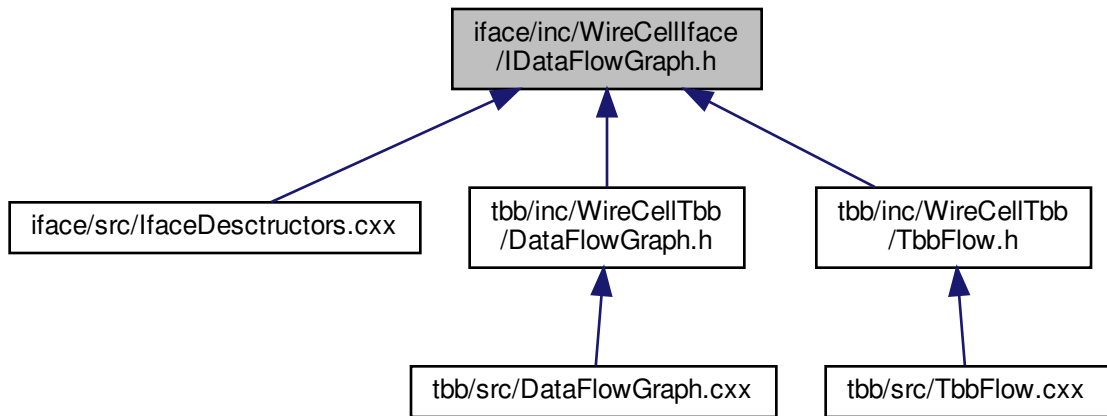 iface/inc/WireCellIface
/IDataFlowGraph.h
iface/src/IfaceDesctructors.cxx
tbb/inc/WireCellTbb
/DataFlowGraph.h
tbb/inc/WireCellTbb
/TbbFlow.h
tbb/src/DataFlowGraph.cxx
tbb/src/TbbFlow.cxx